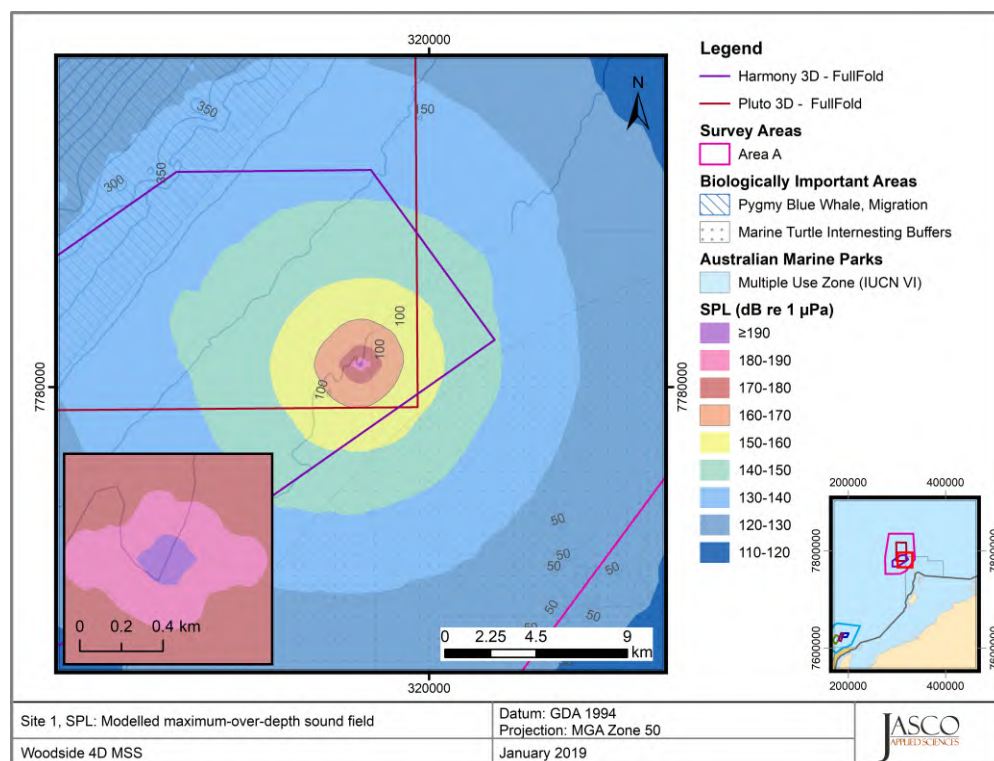 320000
N
350
150
350
300
100
100
100
7780000
7780000
50
50
50
50
50
50
0 0.2 0.4 km
0 2.25 4.5 9
km
320000
Legend
Harmony 3D - FullFold
Pluto 3D - FullFold
Survey Areas
Area A
Biologically Important Areas
Pygmy Blue Whale, Migration
Marine Turtle Internesting Buffers
Australian Marine Parks
Multiple Use Zone (IUCN VI)
SPL (dB re 1 µPa)
≥190
180-190
170-180
160-170
150-160
140-150
130-140
120-130
110-120
200000 400000
7800000
7800000
7600000
7600000
200000 400000
Site 1, SPL: Modelled maximum-over-depth sound field
Datum: GDA 1994
Projection: MGA Zone 50
Woodside 4D MSS
January 2019
JASCO
APPLIED SCIENCES